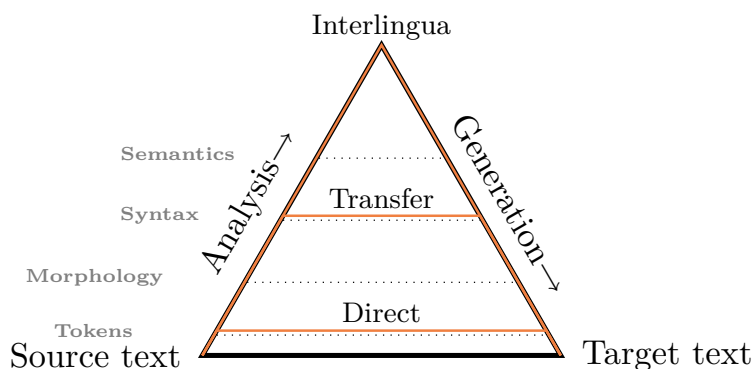 Interlingua
Semantics
Analysis→
Generation→
Syntax
Transfer
Morphology
Direct
Tokens
Source text
Target text